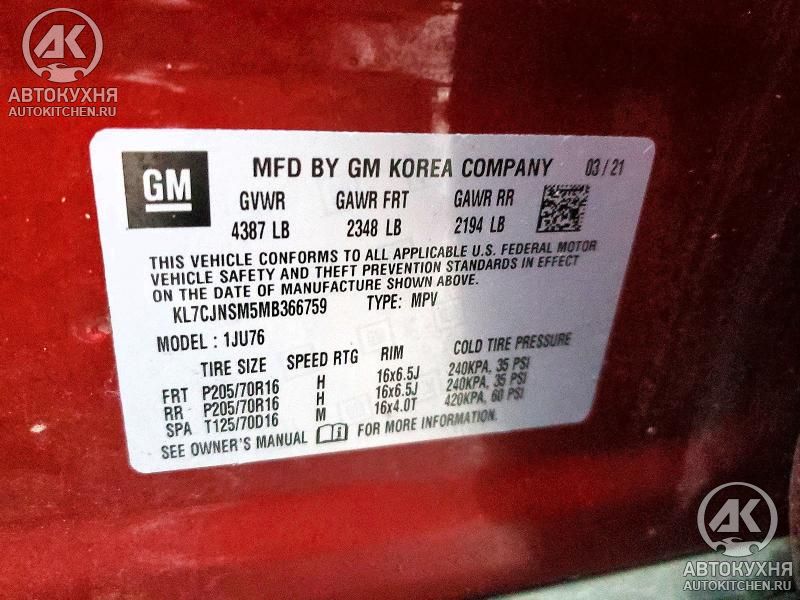 AK
АВТОКУХНЯ
AUTOKITCHEN.RU
GM
MFD BY GM KOREA COMPANY 03/21
GVWR GAWR FRT GAWR RR
4387 LB 2348 LB 2194 LB
THIS VEHICLE CONFORMS TO ALL APPLICABLE U.S. FEDERAL MOTOR
VEHICLE SAFETY AND THEFT PREVENTION STANDARDS IN EFFECT
ON THE DATE OF MANUFACTURE SHOWN ABOVE.
KL7CJNSM5MB366759 TYPE: MPV
MODEL: 1JU76
TIRE SIZE SPEED RTG RIM COLD TIRE PRESSURE
FRT P205/70R16 H 16x6.5J 240KPA, 35 PSI
RR P205/70R16 H 16x6.5J 240KPA, 35 PSI
SPA T125/70D16 M 16x4.0T 420KPA, 60 PSI
SEE OWNER'S MANUAL FOR MORE INFORMATION.
AK
АВТОКУХНЯ
AUTOKITCHEN.RU